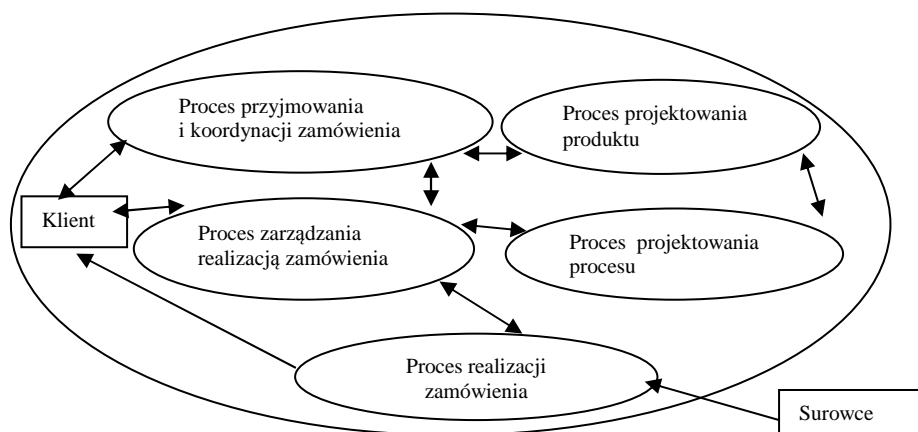 Proces przyjmowania
i koordynacji zamówienia
Proces projektowania
produktu
Klient
Proces zarządzania
realizacją zamówienia
Proces projektowania
procesu
Proces realizacji
zamówienia
Surowce